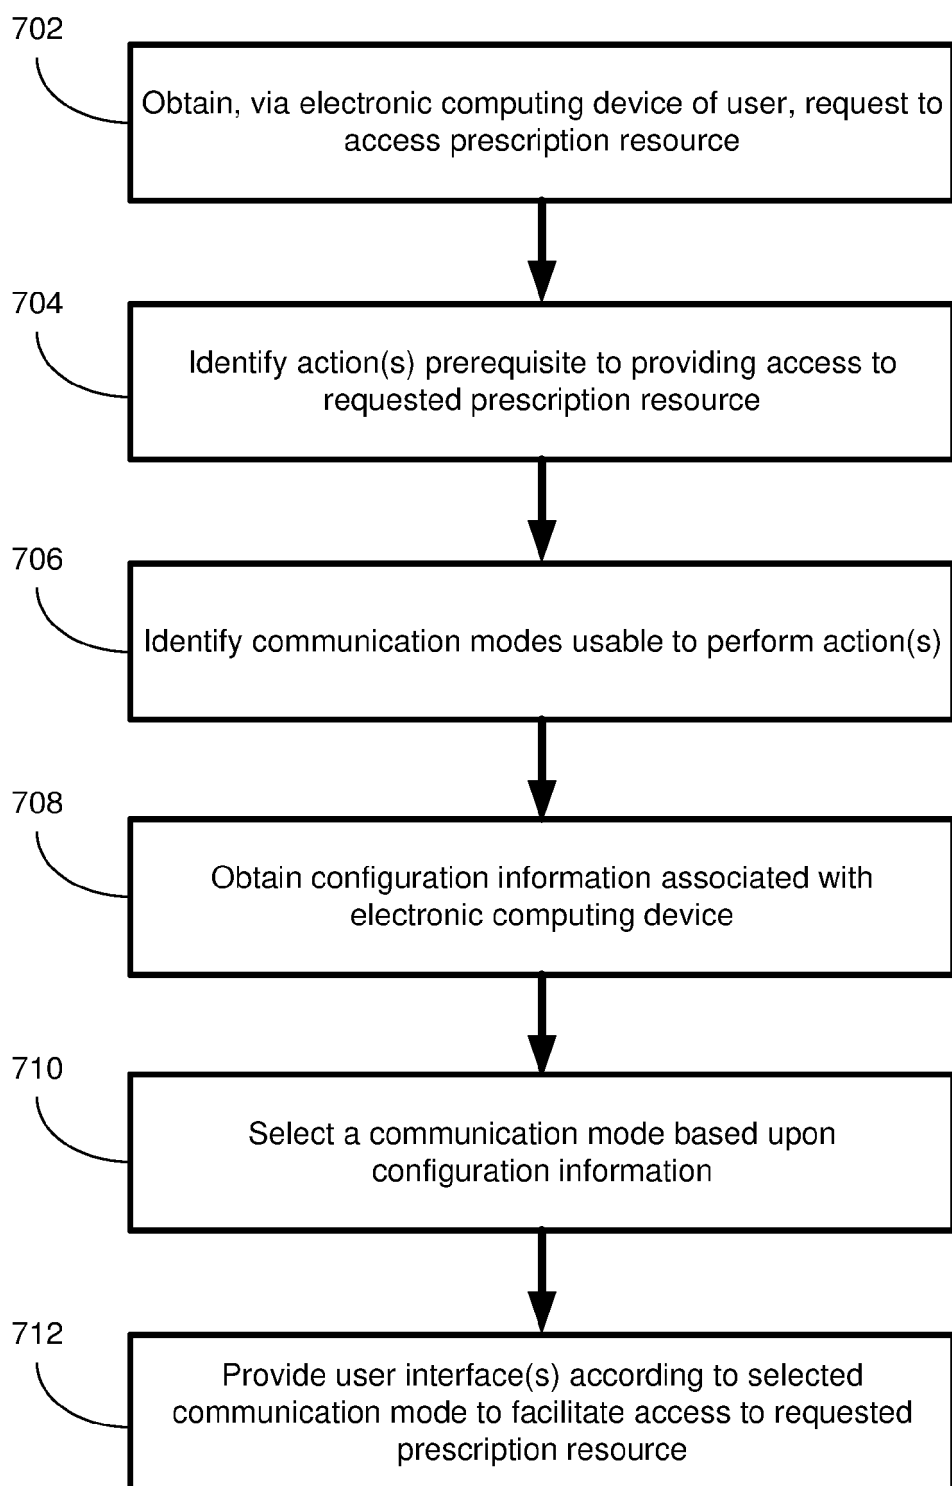 702
Obtain, via electronic computing device of user, request to
access prescription resource
704
Identify action(s) prerequisite to providing access to
requested prescription resource
706
Identify communication modes usable to perform action(s)
708
Obtain configuration information associated with
electronic computing device
710
Select a communication mode based upon
configuration information
712
Provide user interface(s) according to selected
communication mode to facilitate access to requested
prescription resource